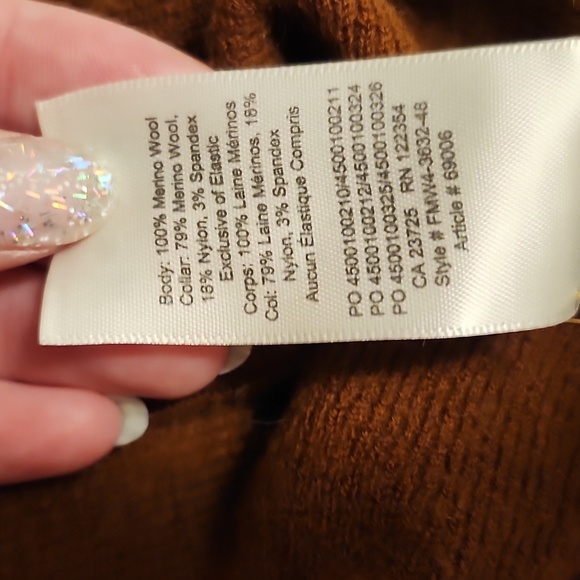 Body: 100% Merino Wool
Collar: 79% Merino Wool,
18% Nylon, 3% Spandex
Exclusive of Elastic
Corps: 100% Laine Mérinos
Col: 79% Laine Mérinos, 18%
Nylon, 3% Spandex
Aucun Élastique Compris
PO 4500100210/4500100211
PO 4500100212/4500100324
PO 4500100325/4500100326
CA 23725 RN 122354
Style # FMW4-3632-48
Article # 69006